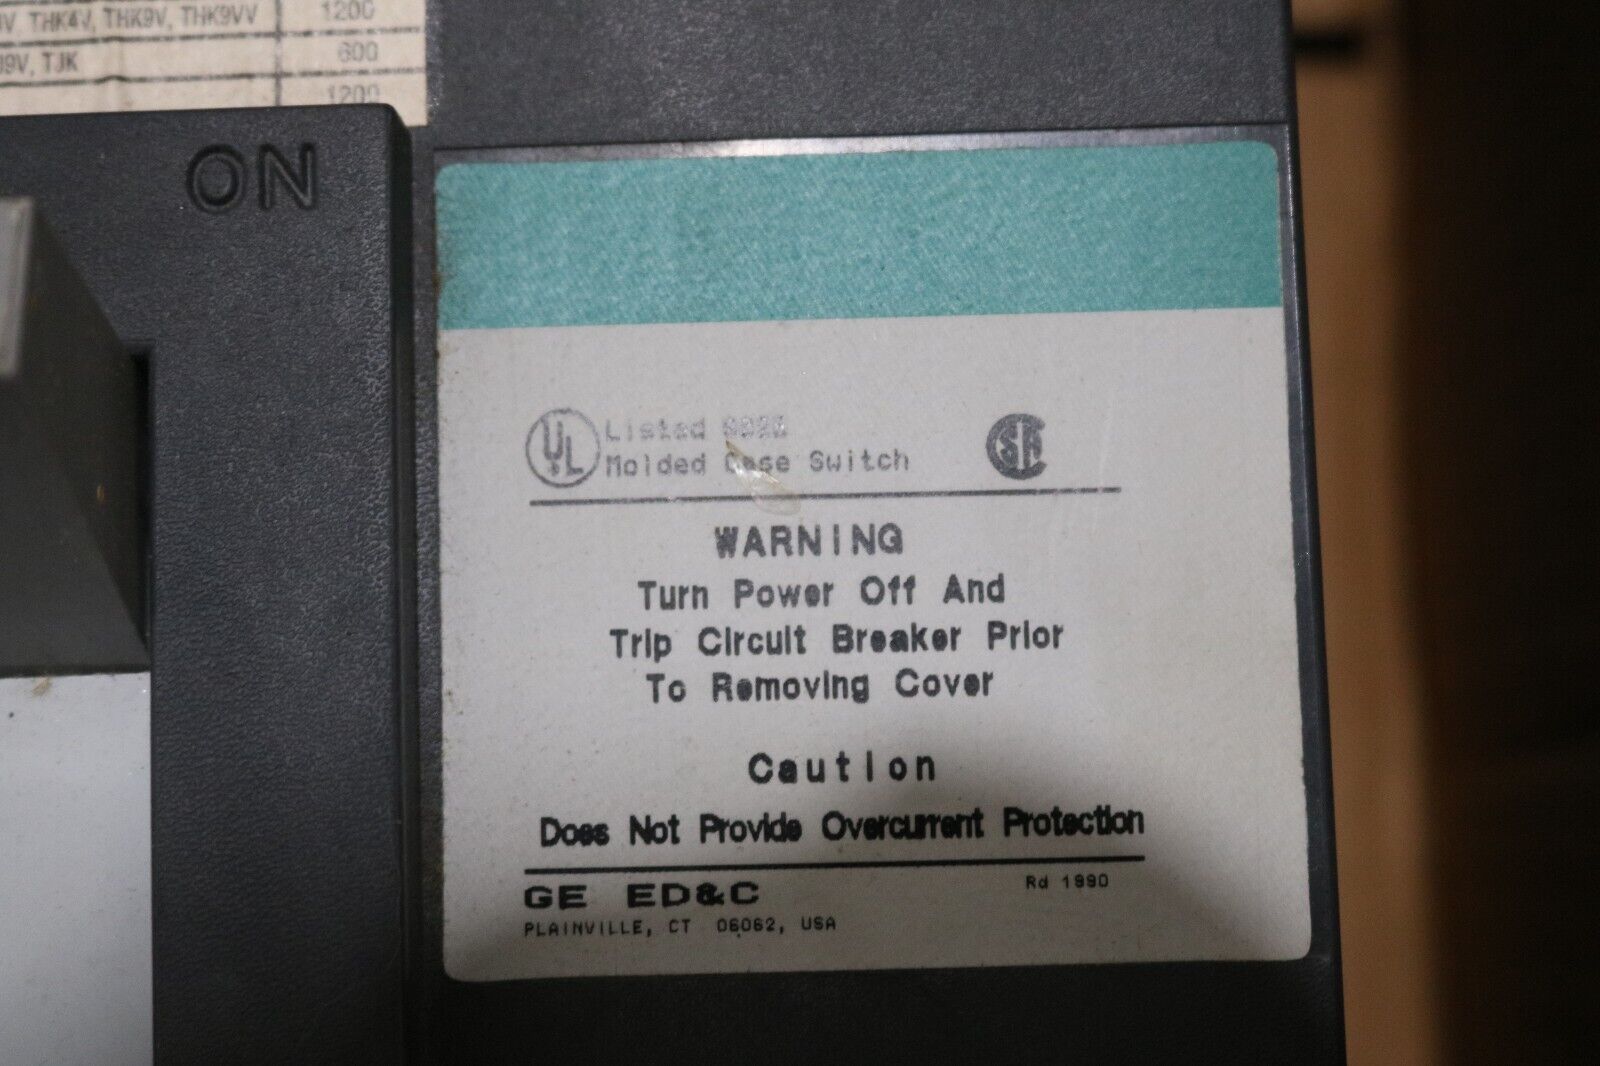 THK4V, THK9V, THK9VV 1200
TJK 600
1200
ON
UL Listed
Molded Case Switch
WARNING
Turn Power Off And
Trip Circuit Breaker Prior
To Removing Cover
Caution
Does Not Provide Overcurrent Protection
GE ED&C Rd 1990
PLAINVILLE, CT 06062, USA